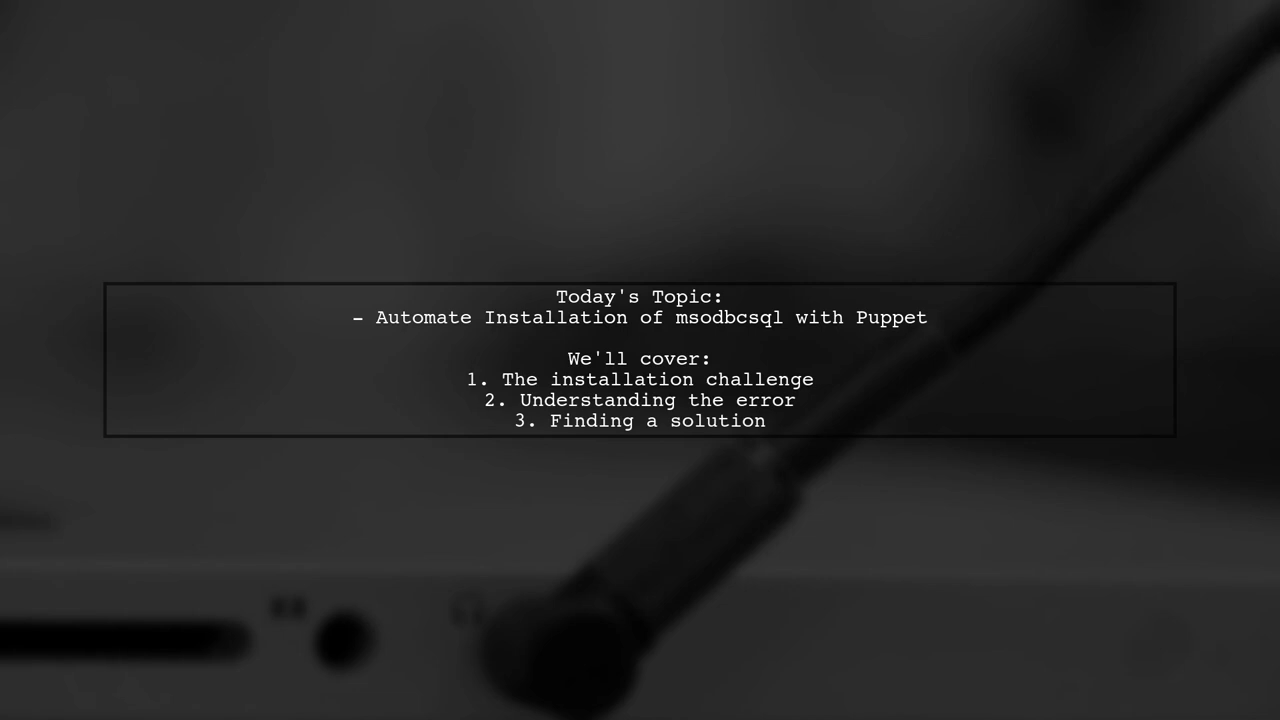 Today's Topic:
- Automate Installation of msodbcsql with Puppet
We'll cover:
1. The installation challenge
2. Understanding the error
3. Finding a solution